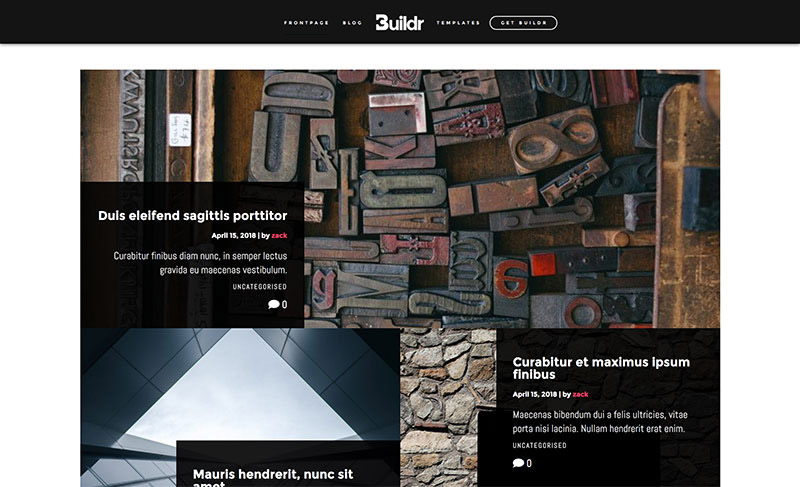 FRONTPAGE
BLOG
Buildr
TEMPLATES
GET BUILDR
Duis eleifend sagittis porttitor
April 15, 2018 | by zack
Curabitur finibus diam nunc, in semper lectus
gravida eu maecenas vestibulum.
UNCATEGORISED
0
Curabitur et maximus ipsum
finibus
April 15, 2018 | by zack
Maecenas bibendum dui a felis ultricies, vitae
porta nisi lacinia. Nullam hendrerit erat enim.
UNCATEGORISED
0
Mauris hendrerit, nunc sit
amet